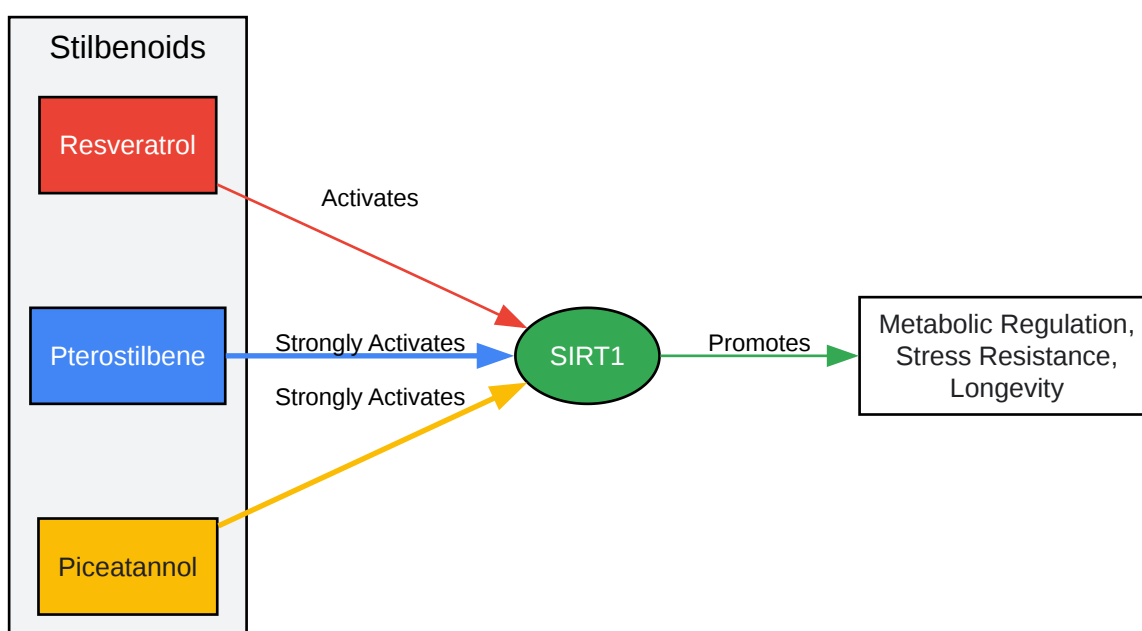 Stilbenoids
Resveratrol
Activates
Pterostilbene
Strongly Activates
SIRT1
Promotes
Metabolic Regulation,
Stress Resistance,
Longevity
Strongly Activates
Piceatannol